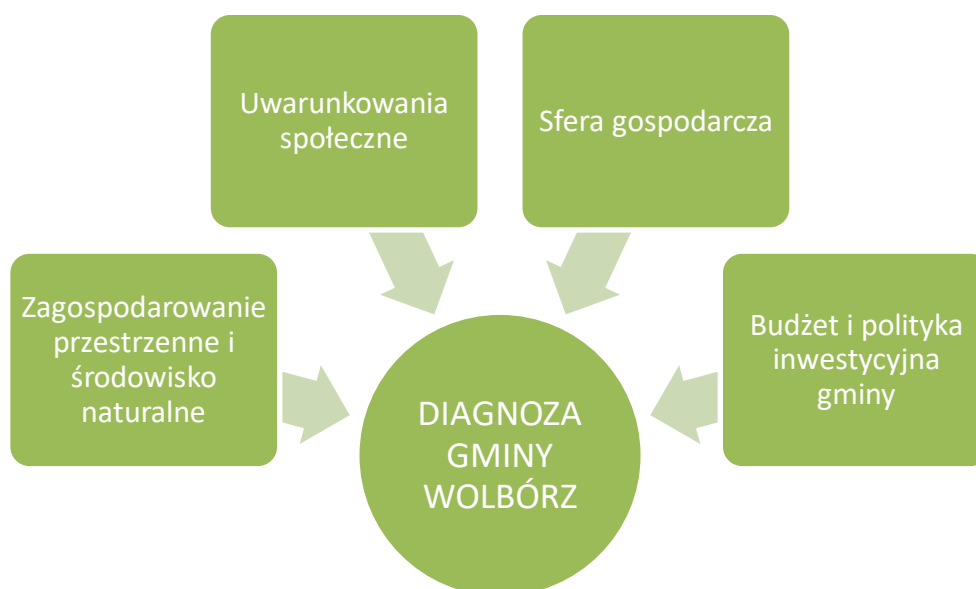 Uwarunkowania
społeczne
Sfera gospodarcza
Zagospodarowanie
przestrzenne i
środowisko
naturalne
Budżet i polityka
inwestycyjna
gminy
DIAGNOZA
GMINY
WOLBÓRZ